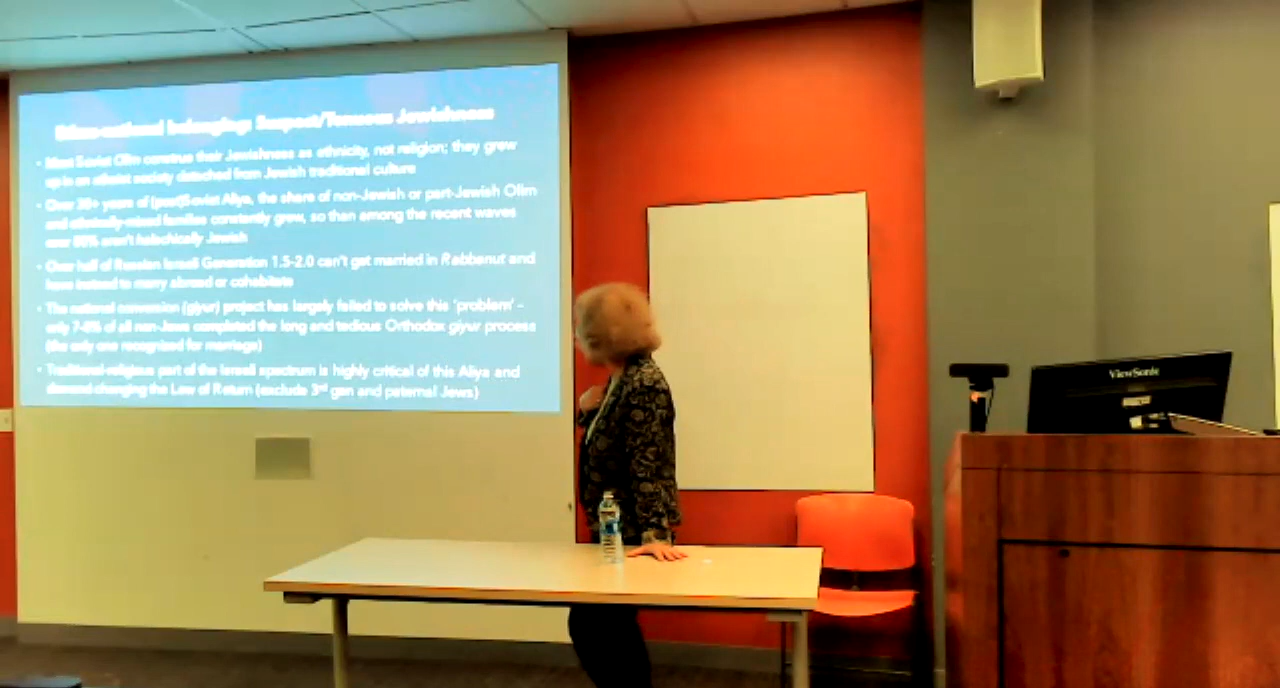 Ethno-national belonging: Suspect/Tenuous Jewishness
• Most Soviet Olim construe their Jewishness as ethnicity, not religion; they grew
up in an atheist society detached from Jewish traditional culture
• Over 30+ years of (post)Soviet Aliya, the share of non-Jewish or part-Jewish Olim
and ethnically-mixed families constantly grew, so than among the recent waves
over aren't halachically Jewish
• Over half of Russian Israeli Generation 1.5-2.0 can't get married in Rabbanut and
have instead to marry abroad or cohabitate
• The national conversion (giyur) project has largely failed to solve this 'problem' -
only 7-8% of all non-Jews completed the long and tedious Orthodox giyur process
(the only one recognized for marriage)
• Traditional-religious part of the Israeli spectrum is highly critical of this Aliya and
demand changing the Law of Return (exclude 3rd gen and paternal Jews)
ViewSonic